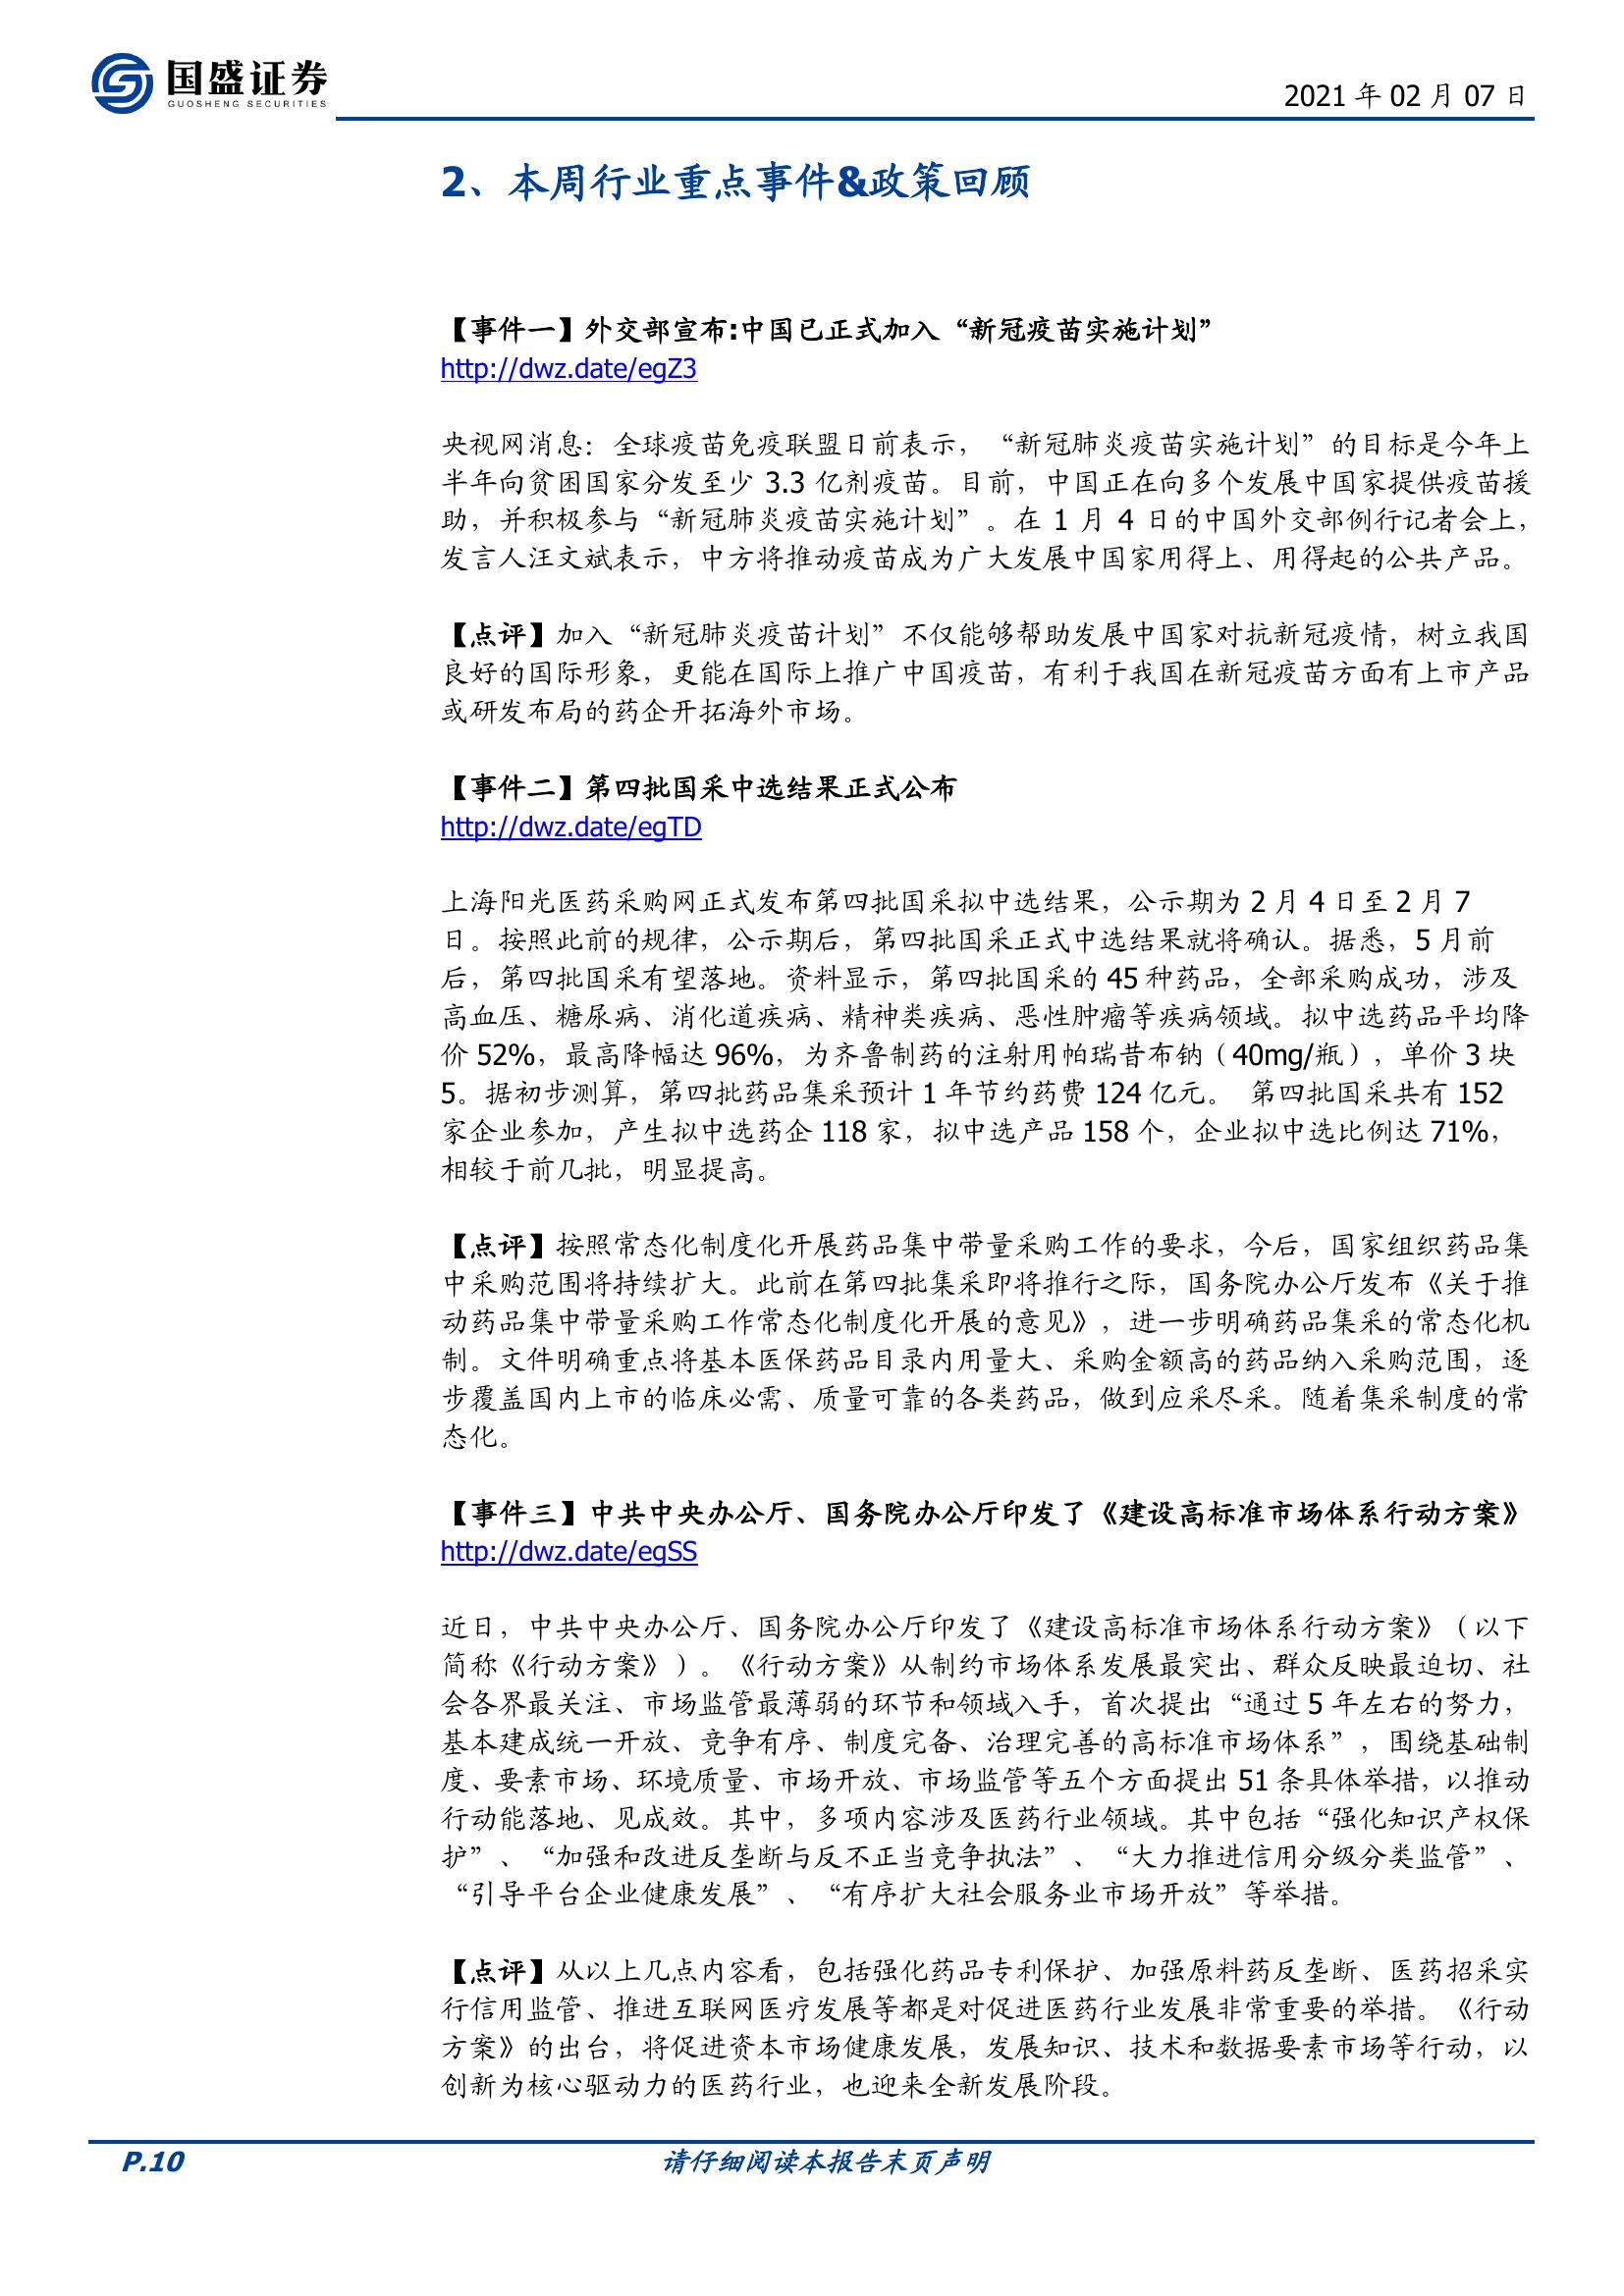 国盛证券
GUOSHENG SECURITIES
2021 年 02 月 07 日
2、本周行业重点事件&政策回顾
【事件一】外交部宣布:中国已正式加入“新冠疫苗实施计划”
http://dwz.date/egZ3
央视网消息：全球疫苗免疫联盟日前表示，“新冠肺炎疫苗实施计划”的目标是今年上
半年向贫困国家分发至少 3.3 亿剂疫苗。目前，中国正在向多个发展中国家提供疫苗援
助，并积极参与“新冠肺炎疫苗实施计划”。在 1 月 4 日的中国外交部例行记者会上，
发言人汪文斌表示，中方将推动疫苗成为广大发展中国家用得上、用得起的公共产品。
【点评】加入“新冠肺炎疫苗计划”不仅能够帮助发展中国家对抗新冠疫情，树立我国
良好的国际形象，更能在国际上推广中国疫苗，有利于我国在新冠疫苗方面有上市产品
或研发布局的药企开拓海外市场。
【事件二】第四批国采中选结果正式公布
http://dwz.date/egTD
上海阳光医药采购网正式发布第四批国采拟中选结果，公示期为 2 月 4 日至 2 月 7
日。按照此前的规律，公示期后，第四批国采正式中选结果就将确认。据悉，5 月前
后，第四批国采有望落地。资料显示，第四批国采的 45 种药品，全部采购成功，涉及
高血压、糖尿病、消化道疾病、精神类疾病、恶性肿瘤等疾病领域。拟中选药品平均降
价 52%，最高降幅达 96%，为齐鲁制药的注射用帕瑞昔布钠（40mg/瓶），单价 3 块
5。据初步测算，第四批药品集采预计 1 年节约药费 124 亿元。 第四批国采共有 152
家企业参加，产生拟中选药企 118 家，拟中选产品 158 个，企业拟中选比例达 71%，
相较于前几批，明显提高。
【点评】按照常态化制度化开展药品集中带量采购工作的要求，今后，国家组织药品集
中采购范围将持续扩大。此前在第四批集采即将推行之际，国务院办公厅发布《关于推
动药品集中带量采购工作常态化制度化开展的意见》，进一步明确药品集采的常态化机
制。文件明确重点将基本医保药品目录内用量大、采购金额高的药品纳入采购范围，逐
步覆盖国内上市的临床必需、质量可靠的各类药品，做到应采尽采。随着集采制度的常
态化。
【事件三】中共中央办公厅、国务院办公厅印发了《建设高标准市场体系行动方案》
http://dwz.date/egSS
近日，中共中央办公厅、国务院办公厅印发了《建设高标准市场体系行动方案》（以下
简称《行动方案》）。《行动方案》从制约市场体系发展最突出、群众反映最迫切、社
会各界最关注、市场监管最薄弱的环节和领域入手，首次提出“通过 5 年左右的努力，
基本建成统一开放、竞争有序、制度完备、治理完善的高标准市场体系”，围绕基础制
度、要素市场、环境质量、市场开放、市场监管等五个方面提出 51 条具体举措，以推动
行动能落地、见成效。其中，多项内容涉及医药行业领域。其中包括“强化知识产权保
护”、“加强和改进反垄断与反不正当竞争执法”、“大力推进信用分级分类监管”、
“引导平台企业健康发展”、“有序扩大社会服务业市场开放”等举措。
【点评】从以上几点内容看，包括强化药品专利保护、加强原料药反垄断、医药招采实
行信用监管、推进互联网医疗发展等都是对促进医药行业发展非常重要的举措。《行动
方案》的出台，将促进资本市场健康发展，发展知识、技术和数据要素市场等行动，以
创新为核心驱动力的医药行业，也迎来全新发展阶段。
P.10
请仔细阅读本报告末页声明